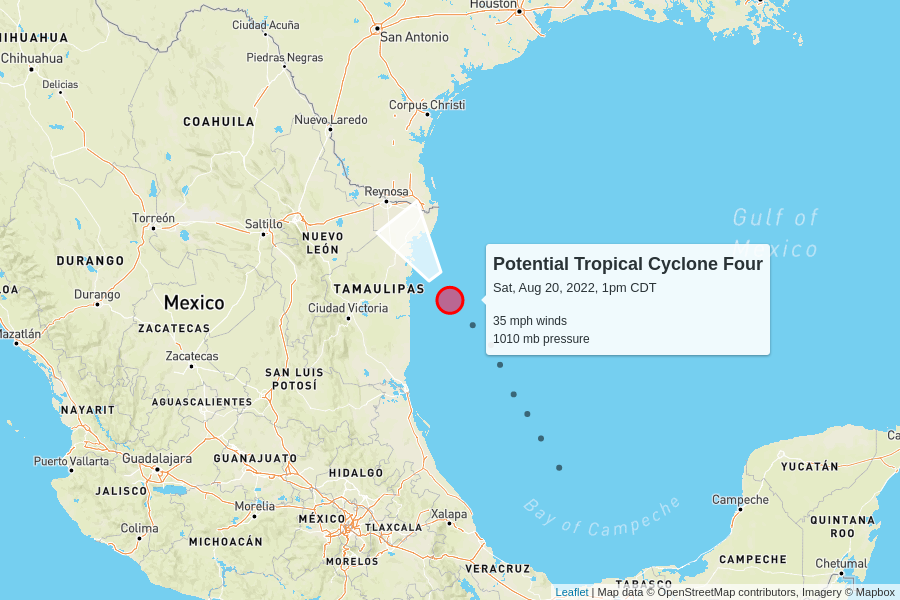 Houston
Ciudad Acuña
San Antonio
HIHUAHUA
Chihuahua
Piedras Negras
Delicias
Corpus Christi
COAHUILA
Nuevo Laredo
Reynosa
Torreón
Saltillo
Gulf of
Mexico
NUEVO
LEÓN
DURANGO
Potential Tropical Cyclone Four
Sat, Aug 20, 2022, 1pm CDT
35 mph winds
1010 mb pressure
LOA
Durango
Mexico
TAMAULIPAS
Ciudad Victoria
ZACATECAS
Mazatlán
Zacatecas
SAN LUIS
POTOSÍ
AGUASCALIENTES
NAYARIT
Ca
Puerto Vallarta
Guadalajara
GUANAJUATO
HIDALGO
YUCATÁN
JALISCO
Campeche
Morelia
Bay of Campeche
Xalapa
MÉXICO
TLAXCALA
Colima
QUINTANA
ROO
MICHOACÁN
MORELOS
CAMPECHE
Chetumal
VERACRUZ
TABASCO
Leaflet | Map data © OpenStreetMap contributors, Imagery © Mapbox